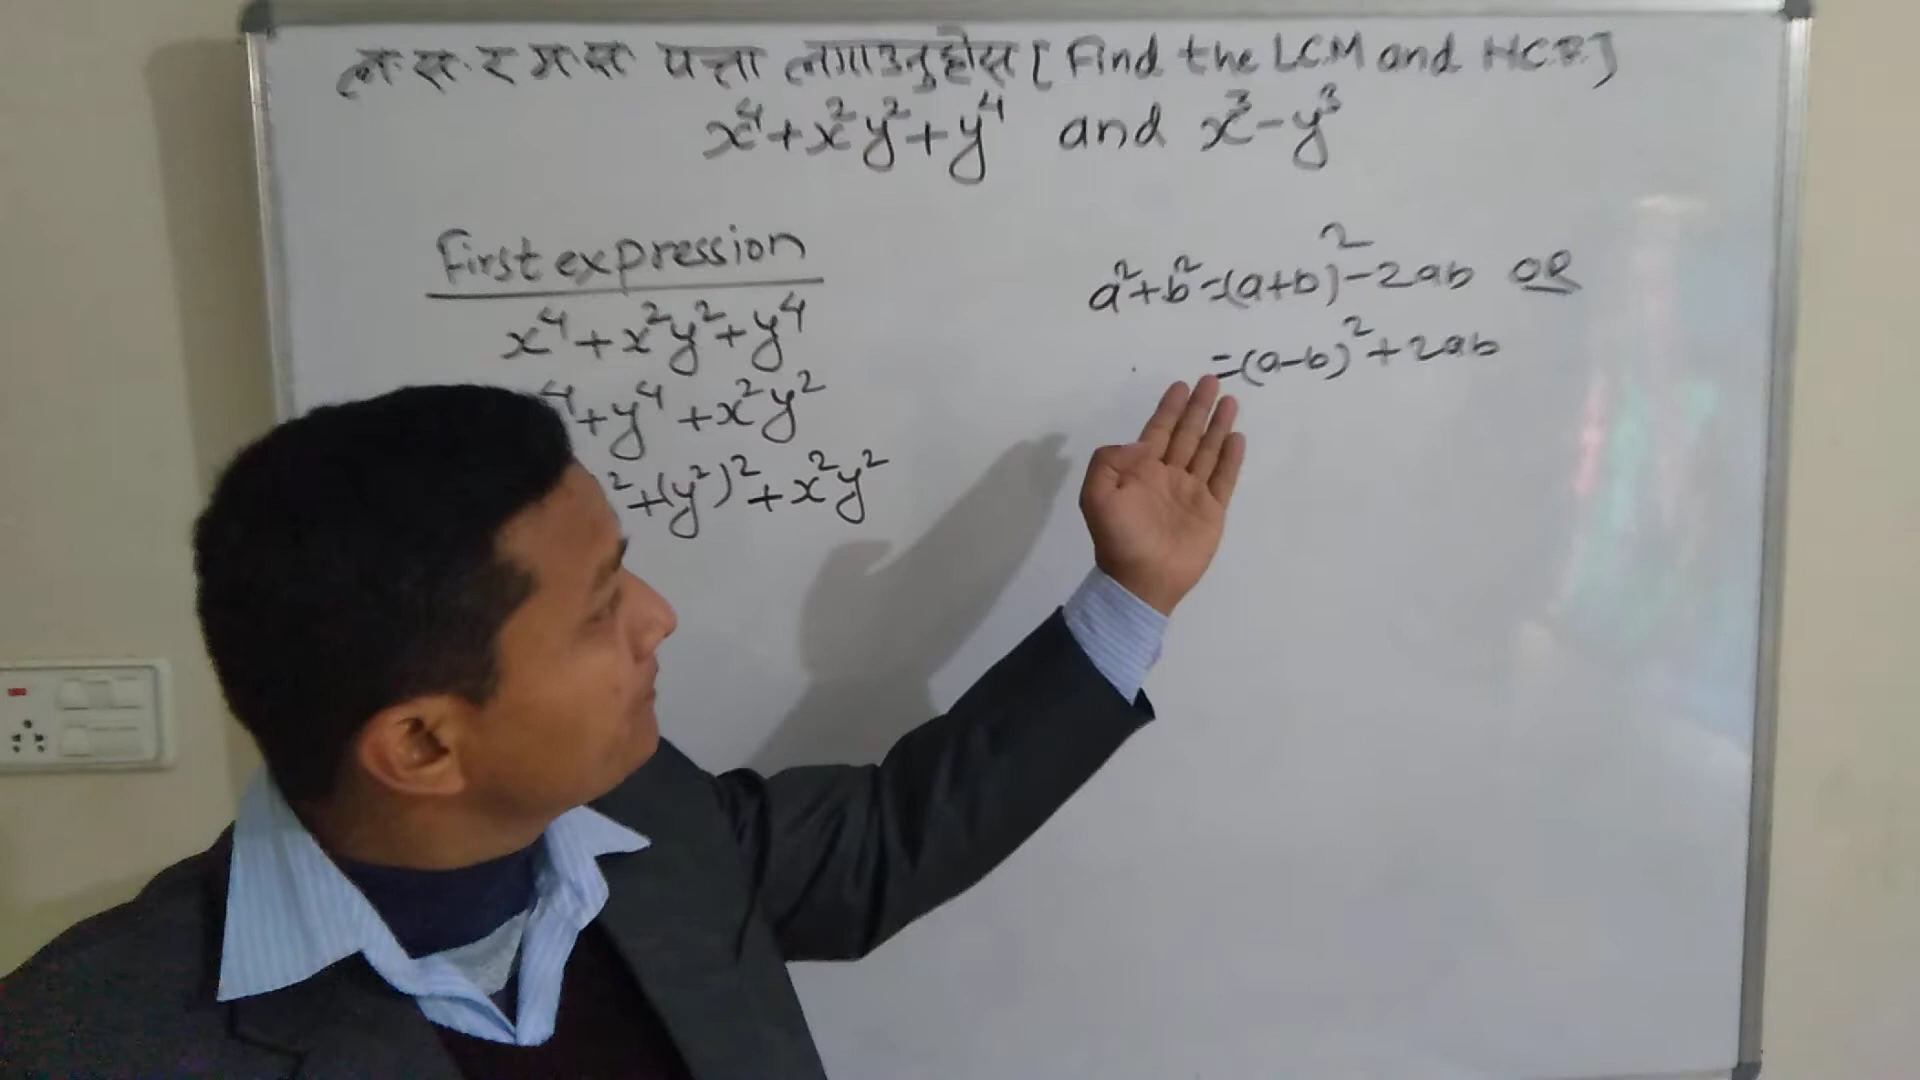 ल.स. र म.स. पत्ता लगाउनुहोस [Find the LCM and HCF]
x⁴+x²y²+y⁴ and x³-y³
First expression
x⁴+x²y²+y⁴
⁴+y⁴+x²y²
²+(y²)²+x²y²
a²+b²=(a+b)²-2ab OR
=(a-b)²+2ab